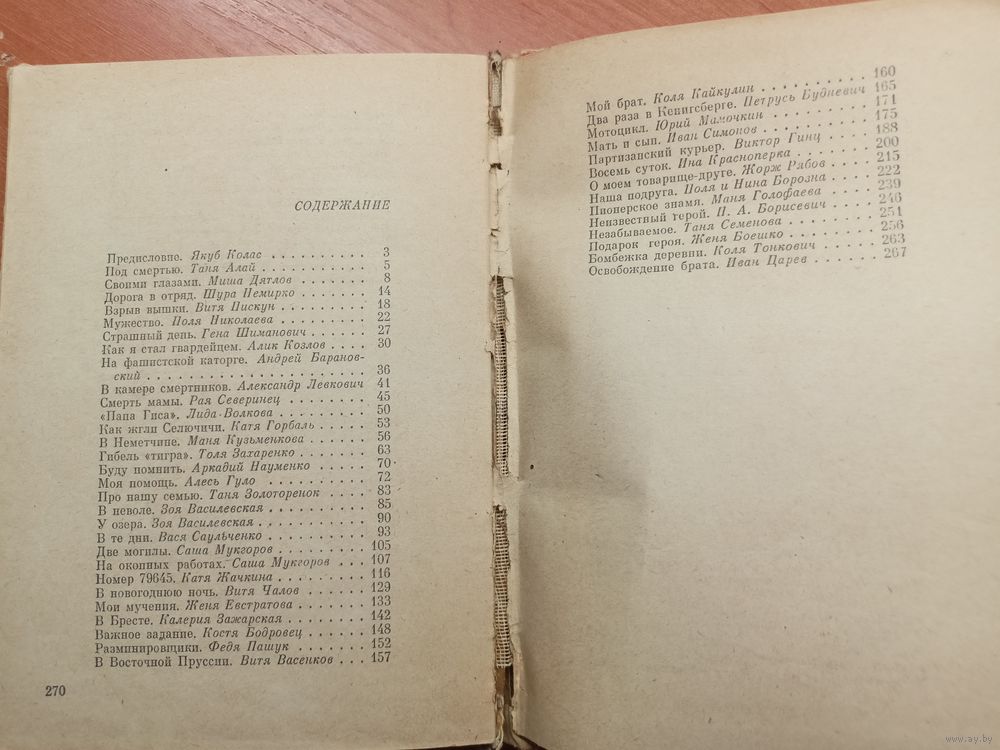 СОДЕРЖАНИЕ
Предисловие. Якуб Колас . . . . . . . . . . 3
Под смертью. Таня Алай . . . . . . . . . . . 5
Своими глазами. Миша Дятлов . . . . . . . 8
Дорога в отряд. Шура Немирко . . . . . . . 14
Взрыв вышки. Витя Пискун . . . . . . . . . 18
Мужество. Поля Николаева . . . . . . . . . 22
Страшный день. Гена Шиманович . . . . . . 27
Как я стал гвардейцем. Алик Козлов . . . . 30
На фашистской каторге. Андрей Баранов-
ский . . . . . . . . . . . . . . . . . . . . 36
В камере смертников. Александр Левкович 41
Смерть мамы. Рая Северинец . . . . . . . . 45
«Папа Гиса». Лида Волкова . . . . . . . . . 50
Как жгли Селючичи. Катя Горбаль . . . . . 53
В Неметчине. Маня Кузьменкова . . . . . . 56
Гибель «тигра». Толя Захаренко . . . . . . 63
Буду помнить. Аркадий Науменко . . . . . 70
Моя помощь. Алесь Гуло . . . . . . . . . . 72
Про нашу семью. Таня Золоторенок . . . . 83
В неволе. Зоя Василевская . . . . . . . . . 85
У озера. Зоя Василевская . . . . . . . . . . 90
В те дни. Вася Саульченко . . . . . . . . . 93
Две могилы. Саша Мукгоров . . . . . . . . 105
На окопных работах. Саша Мукгоров . . . 107
Номер 79645. Катя Жачкина . . . . . . . . 116
В новогоднюю ночь. Витя Чалов . . . . . . 129
Мои мучения. Женя Евстратова . . . . . . . 133
В Бресте. Калерия Зажарская . . . . . . . 142
Важное задание. Костя Бодровец . . . . . . 148
Разминировщики. Федя Пашук . . . . . . . 152
В Восточной Пруссии. Витя Васенков . . . 157
270
Мой брат. Коля Кайкулин . . . . . . . . . . 160
Два раза в Кенигсберге. Петрусь Будневич 165
Мотоцикл. Юрий Мамочкин . . . . . . . . . 171
Мать и сын. Иван Симонов . . . . . . . . . 175
Партизанский курьер. Виктор Гинц . . . . 188
Восемь суток. Ина Красноперка . . . . . . . 200
О моем товарище-друге. Жорж Рябов . . . . 215
Наша подруга. Поля и Нина Борозна . . . . 222
Пионерское знамя. Маня Голофаева . . . . 239
Неизвестный герой. П. А. Борисевич . . . . 246
Незабываемое. Таня Семенова . . . . . . . 251
Подарок героя. Женя Боешко . . . . . . . . 256
Бомбежка деревни. Коля Тонкович . . . . . 263
Освобождение брата. Иван Царев . . . . . . 267
www.ay.by